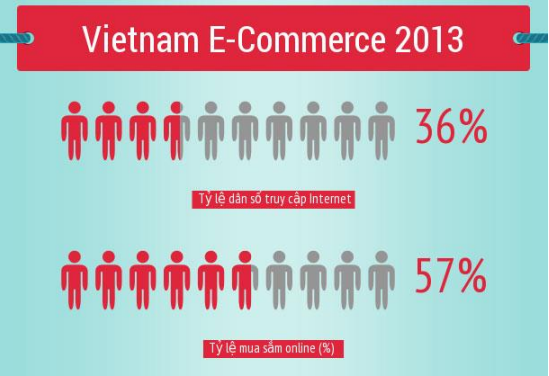 Vietnam E-Commerce 2013
36%
Tỷ lệ dân số truy cập Internet
57%
Tỷ lệ mua sắm online (%)